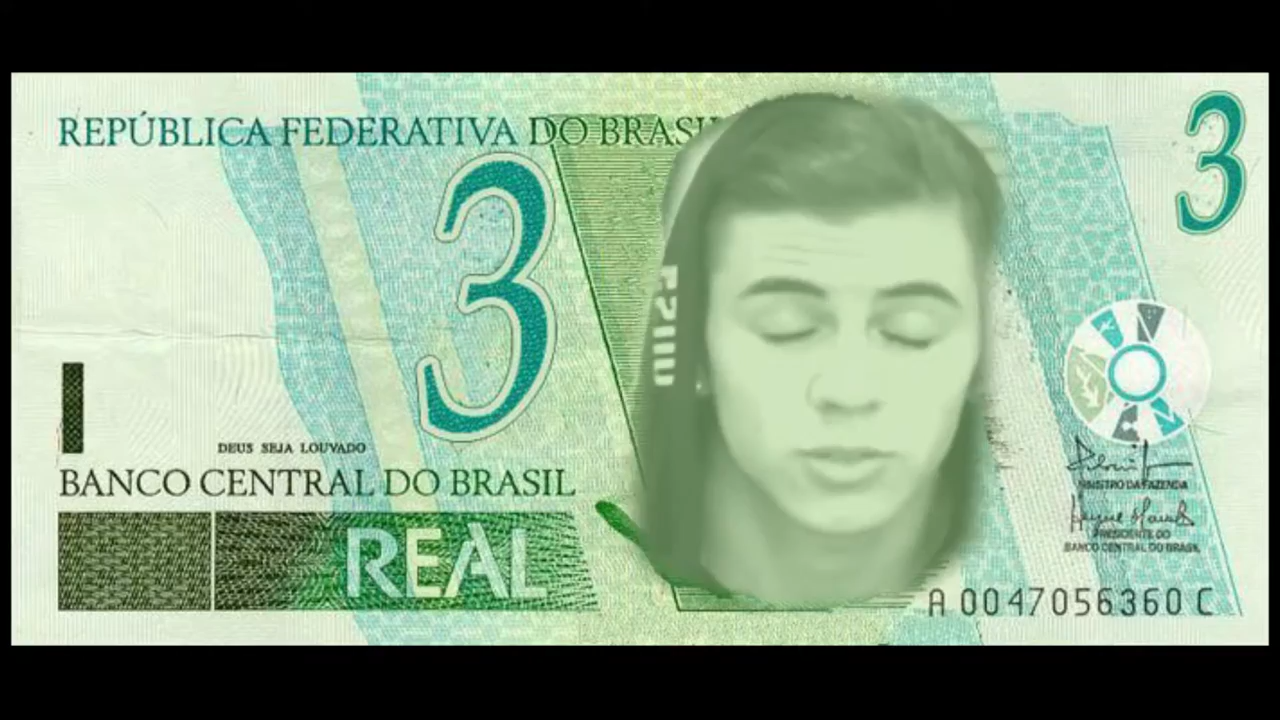 REPÚBLICA FEDERATIVA DO BRASI
3
3
DEUS SEJA LOUVADO
BANCO CENTRAL DO BRASIL
REAL
MINISTRO DA FAZENDA
PRESIDENTE DO
BANCO CENTRAL DO BRASIL
A 0047056360 C